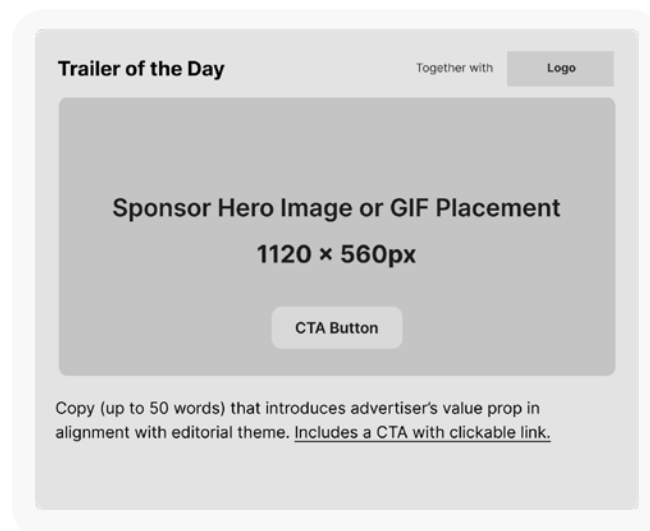 Trailer of the Day
Together with
Logo
Sponsor Hero Image or GIF Placement
1120 × 560px
CTA Button
Copy (up to 50 words) that introduces advertiser’s value prop in
alignment with editorial theme. Includes a CTA with clickable link.